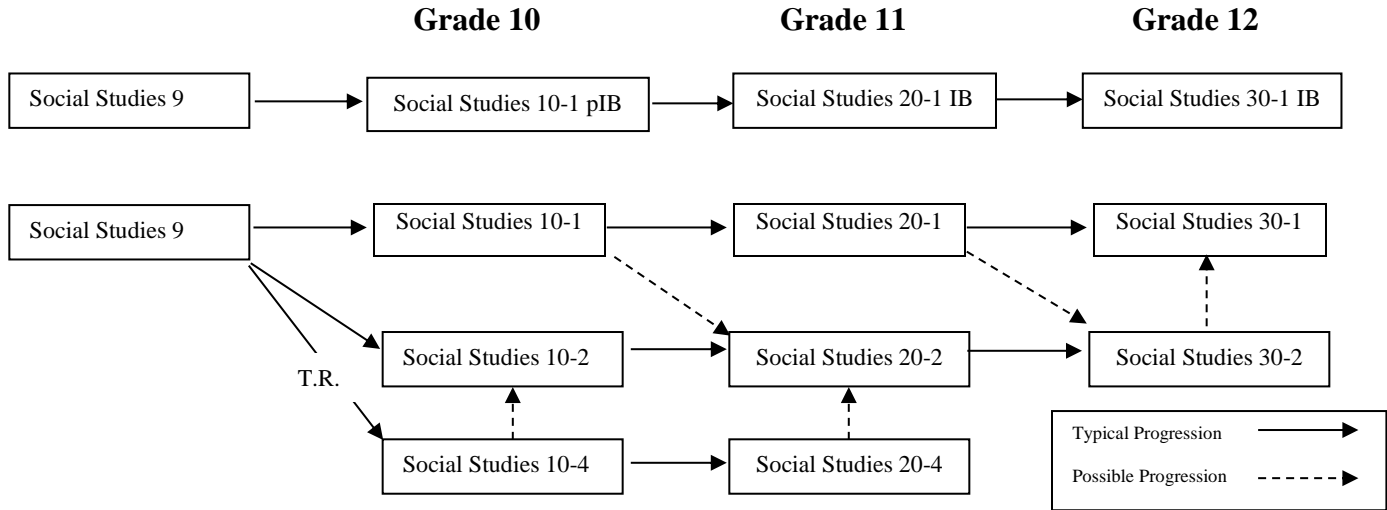 Grade 10 Grade 11 Grade 12
Social Studies 9 Social Studies 10-1 pIB Social Studies 20-1 IB Social Studies 30-1 IB
Social Studies 9 Social Studies 10-1 Social Studies 20-1 Social Studies 30-1
Social Studies 10-2 Social Studies 20-2 Social Studies 30-2
T.R.
Social Studies 10-4 Social Studies 20-4
Typical Progression
Possible Progression